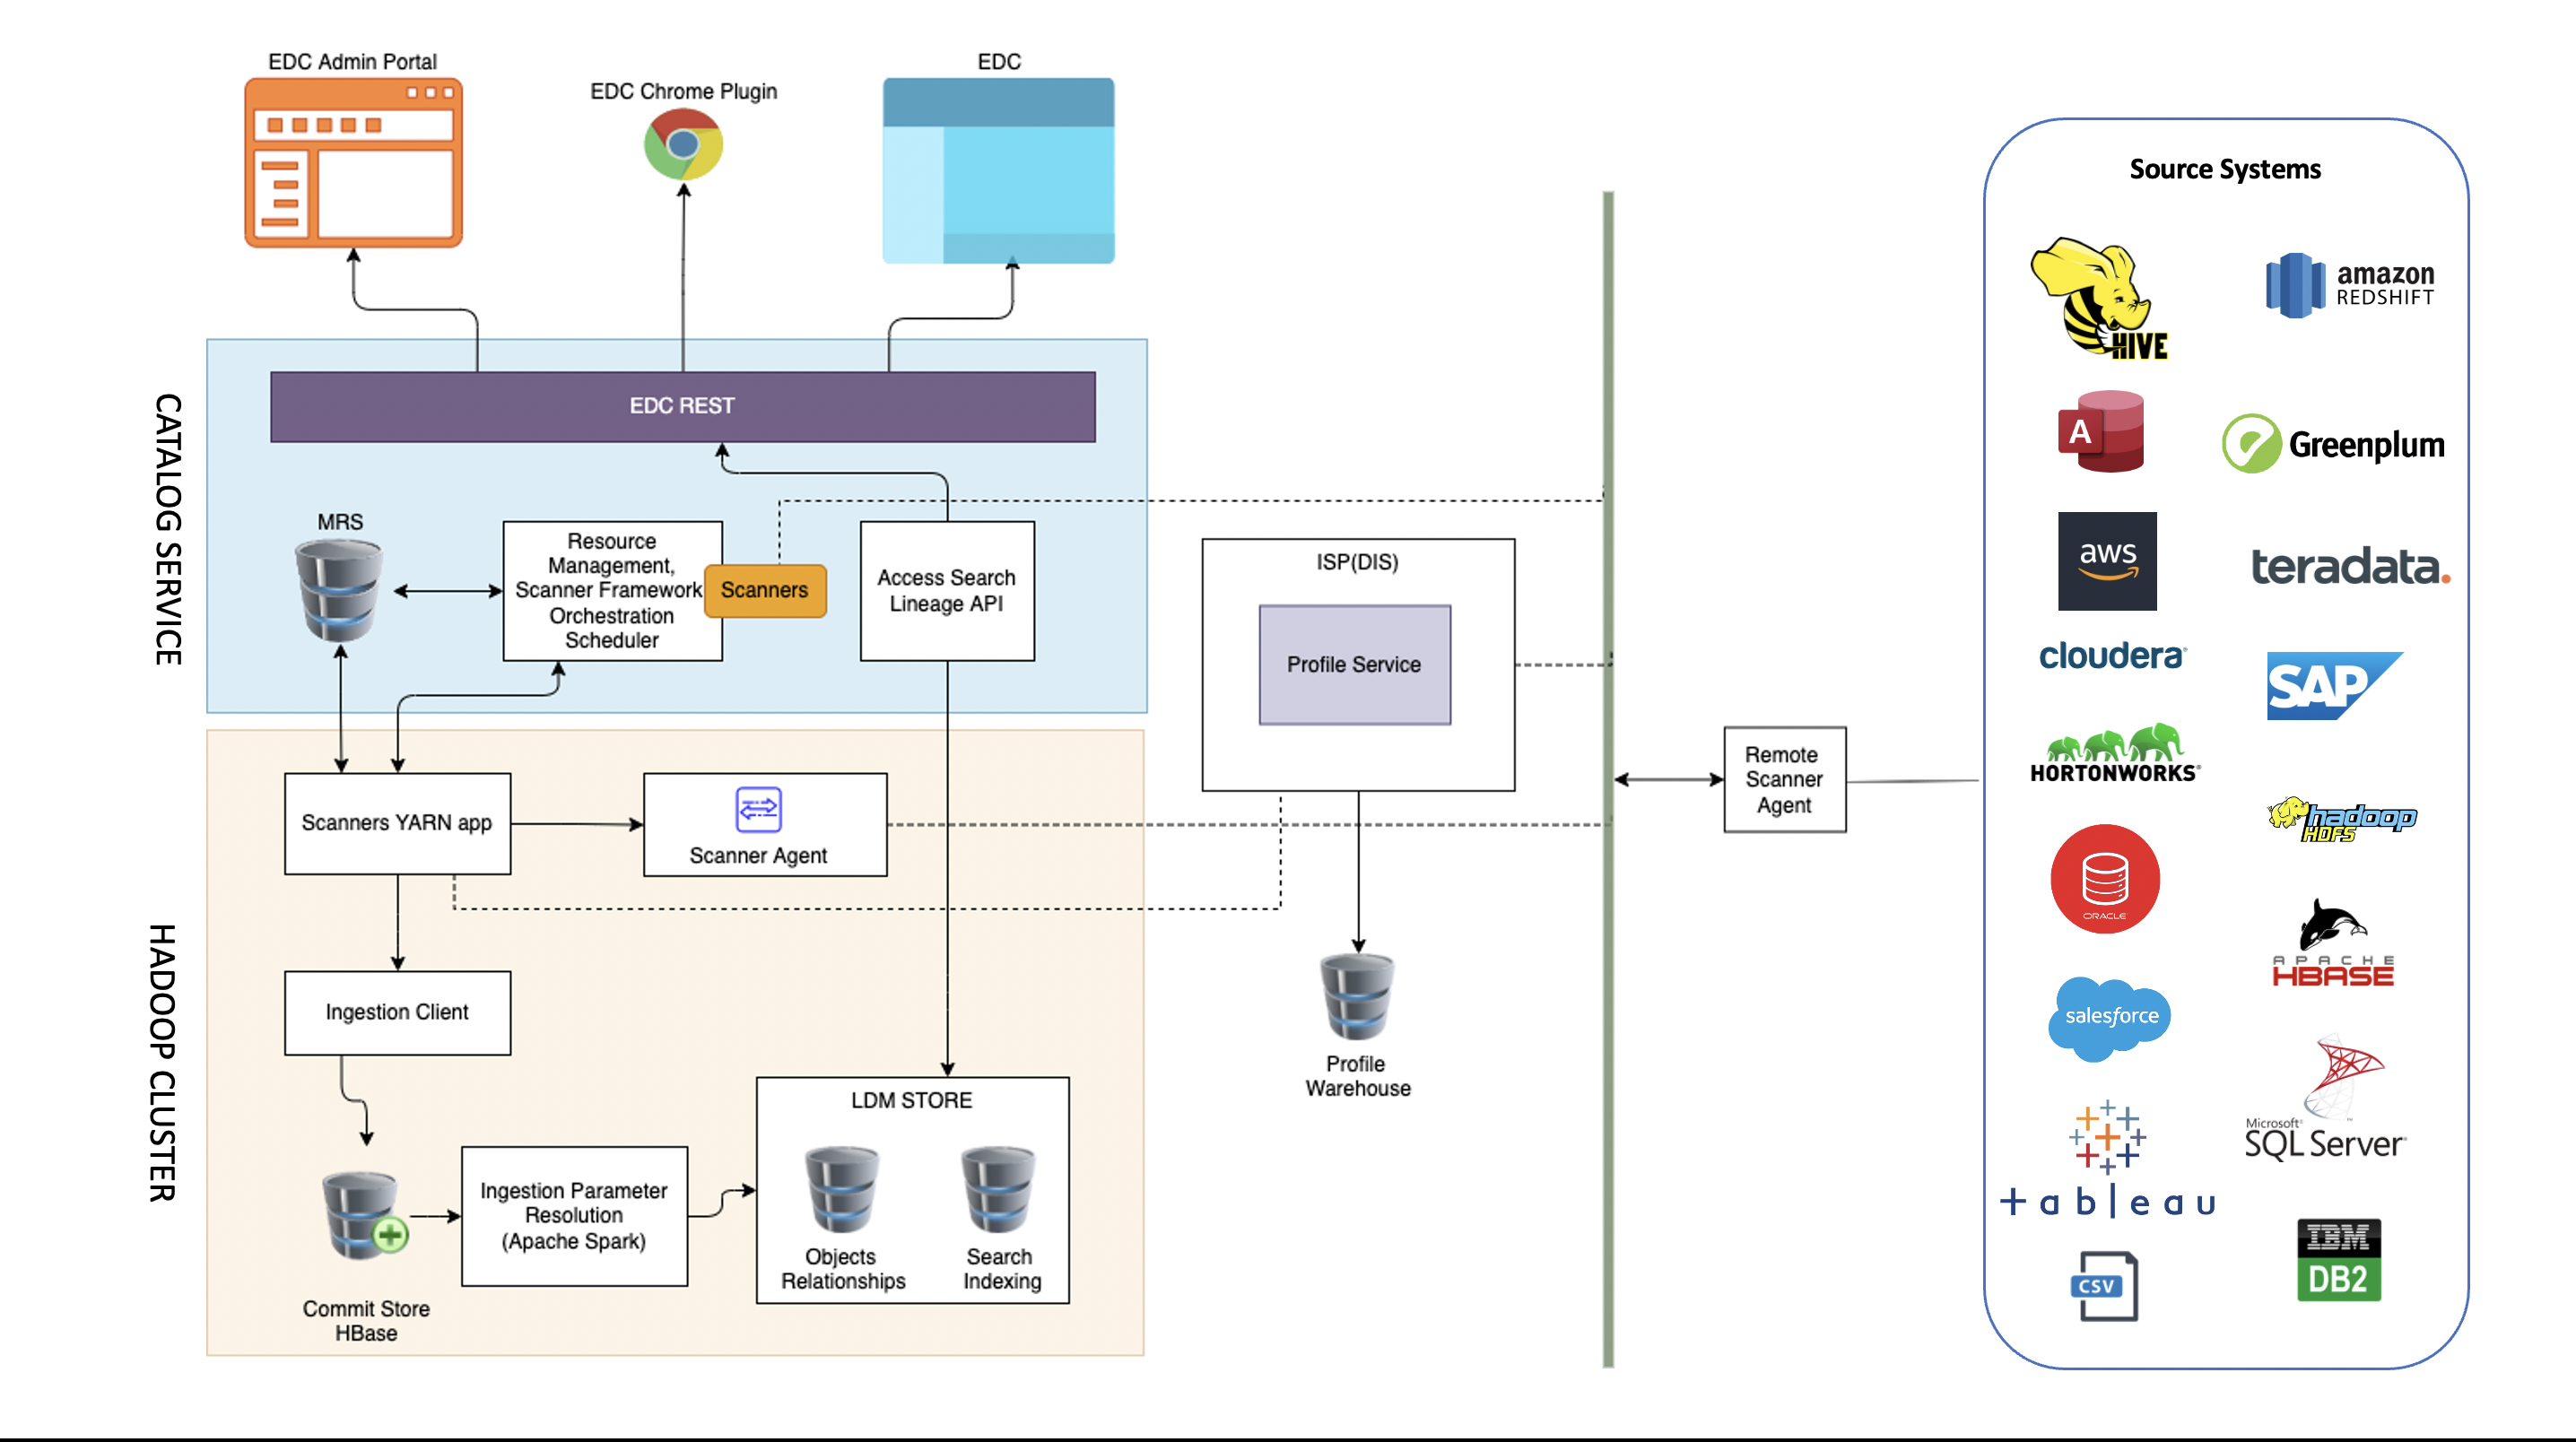 EDC Admin Portal
EDC Chrome Plugin
EDC
CATALOG SERVICE
EDC REST
MRS
Resource
Management,
Scanner Framework
Orchestration
Scheduler
Scanners
Access Search
Lineage API
HADOOP CLUSTER
Scanners YARN app
Scanner Agent
Ingestion Client
Commit Store
HBase
Ingestion Parameter
Resolution
(Apache Spark)
LDM STORE
Objects
Relationships
Search
Indexing
ISP(DIS)
Profile Service
Profile
Warehouse
Remote
Scanner
Agent
Source Systems
HIVE
amazon
REDSHIFT
A
Greenplum
aws
teradata.
cloudera
SAP
HORTONWORKS
hadoop
HDFS
ORACLE
APACHE
HBASE
salesforce
Microsoft®
SQL Server
+ a b | e a u
IBM
DB2
CSV